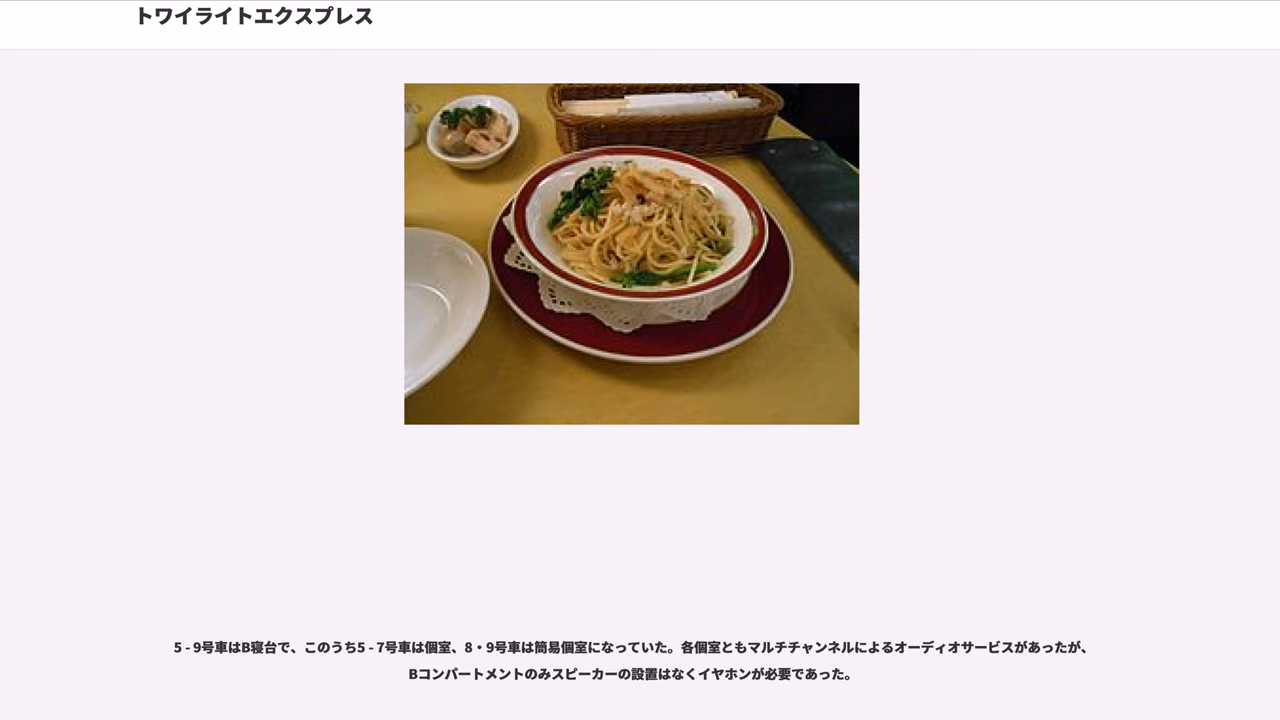 トワイライトエクスプレス
5 - 9号車はB寝台で、このうち5 - 7号車は個室、8・9号車は簡易個室になっていた。各個室ともマルチチャンネルによるオーディオサービスがあったが、
Bコンパートメントのみスピーカーの設置はなくイヤホンが必要であった。